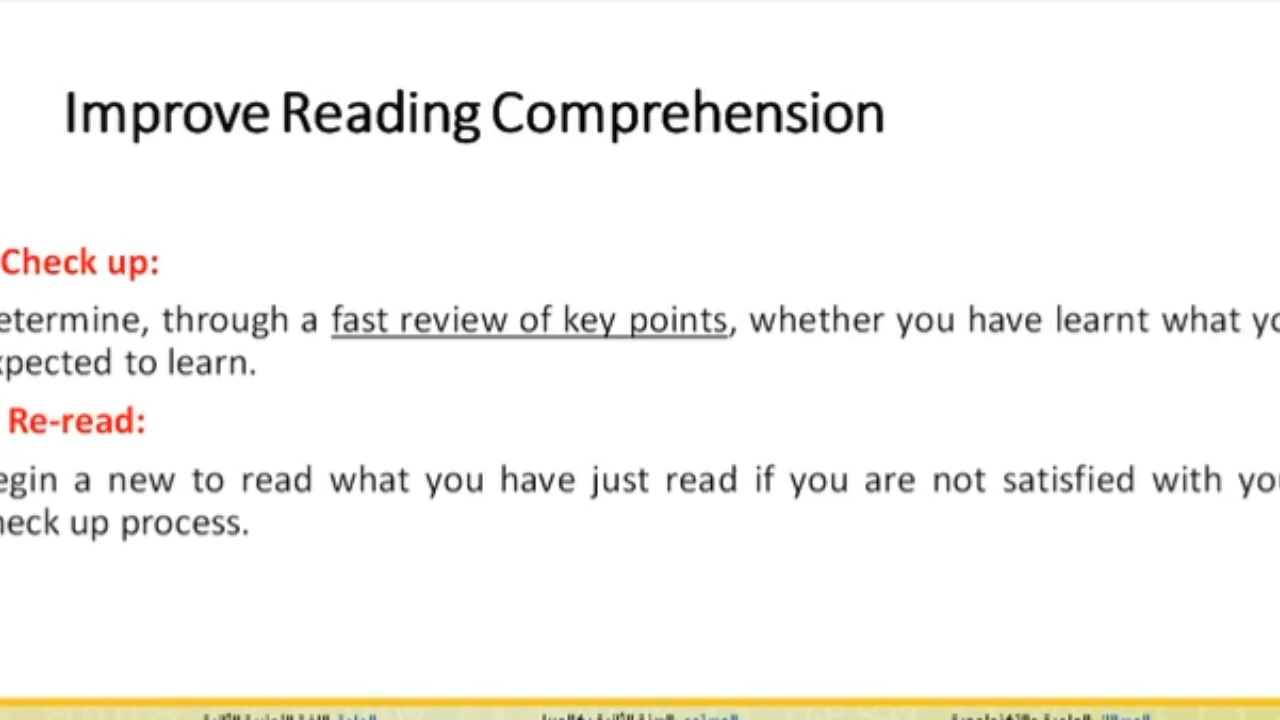 Improve Reading Comprehension
Check up:
etermine, through a fast review of key points, whether you have learnt what yo
xpected to learn.
Re-read:
egin a new to read what you have just read if you are not satisfied with you
heck up process.